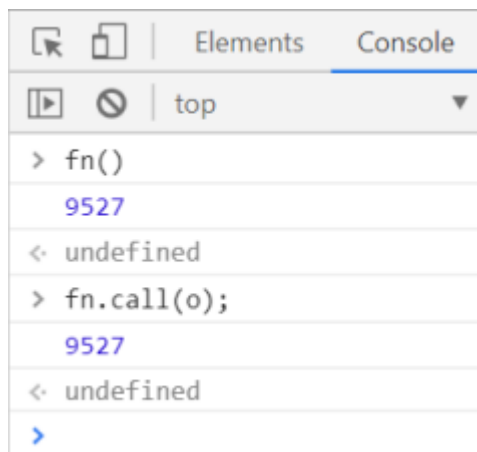 Elements Console
top
> fn()
9527
undefined
> fn.call(o);
9527
undefined
>